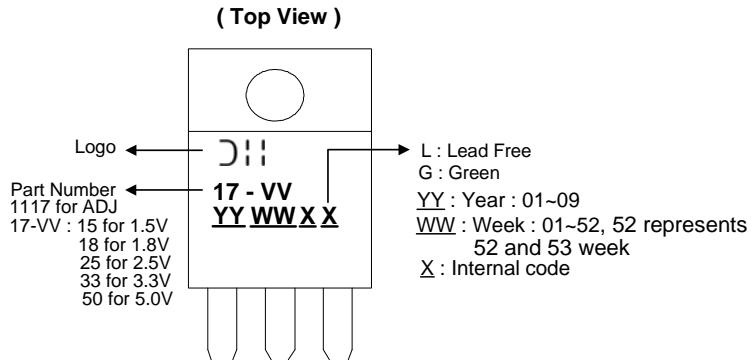 ( Top View )
Logo
Part Number
1117 for ADJ
17-VV : 15 for 1.5V
18 for 1.8V
25 for 2.5V
33 for 3.3V
50 for 5.0V
17 - VV
YY WW X X
L : Lead Free
G : Green
YY : Year : 01~09
WW : Week : 01~52, 52 represents
52 and 53 week
X : Internal code